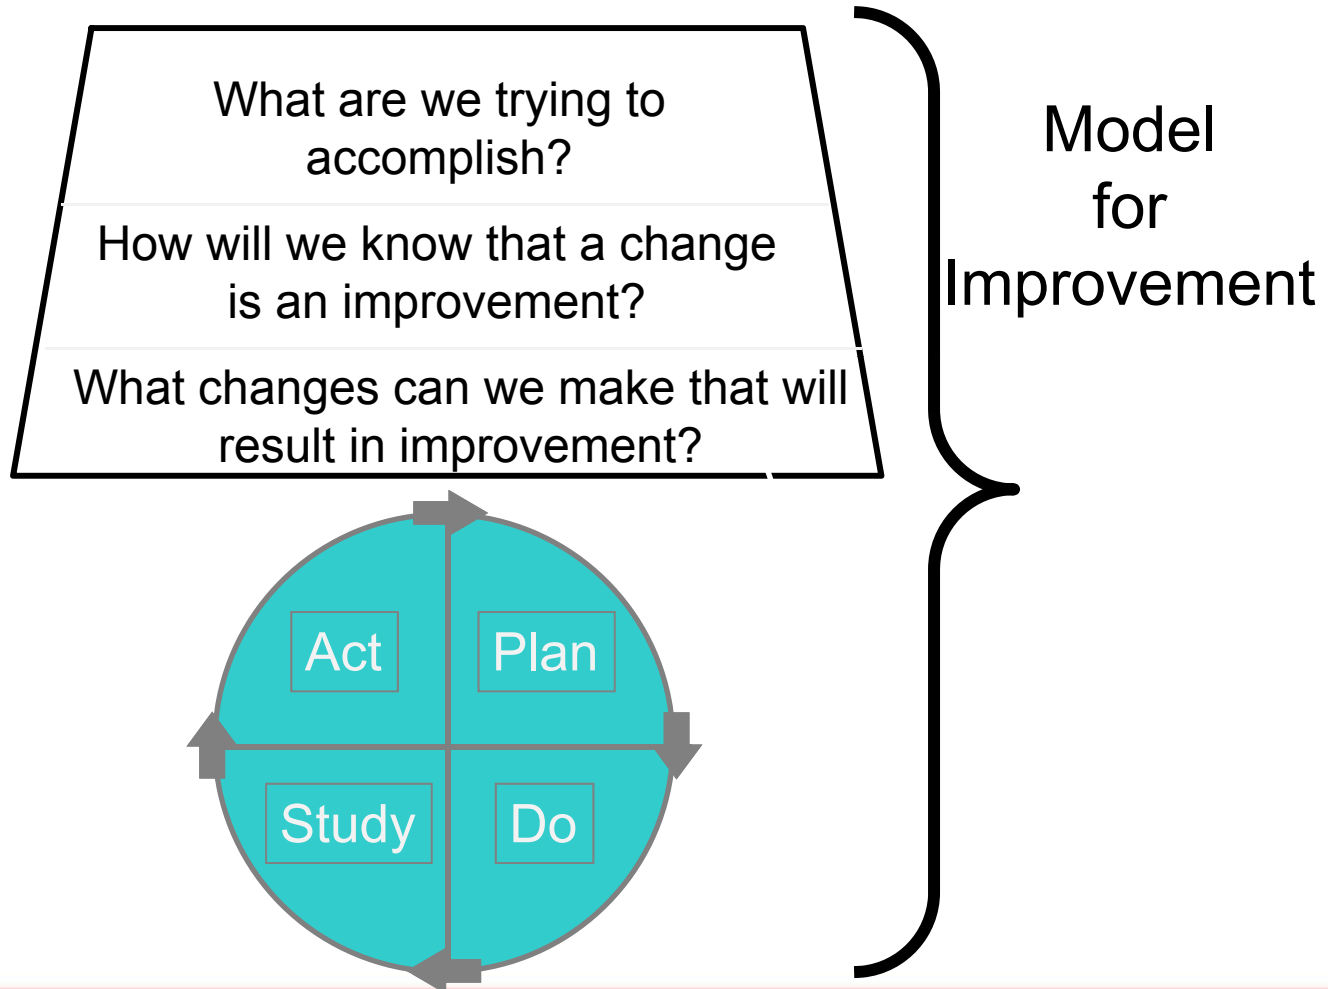 What are we trying to
accomplish?
How will we know that a change
is an improvement?
What changes can we make that will
result in improvement?
Model
for
Improvement
Act
Plan
Study
Do